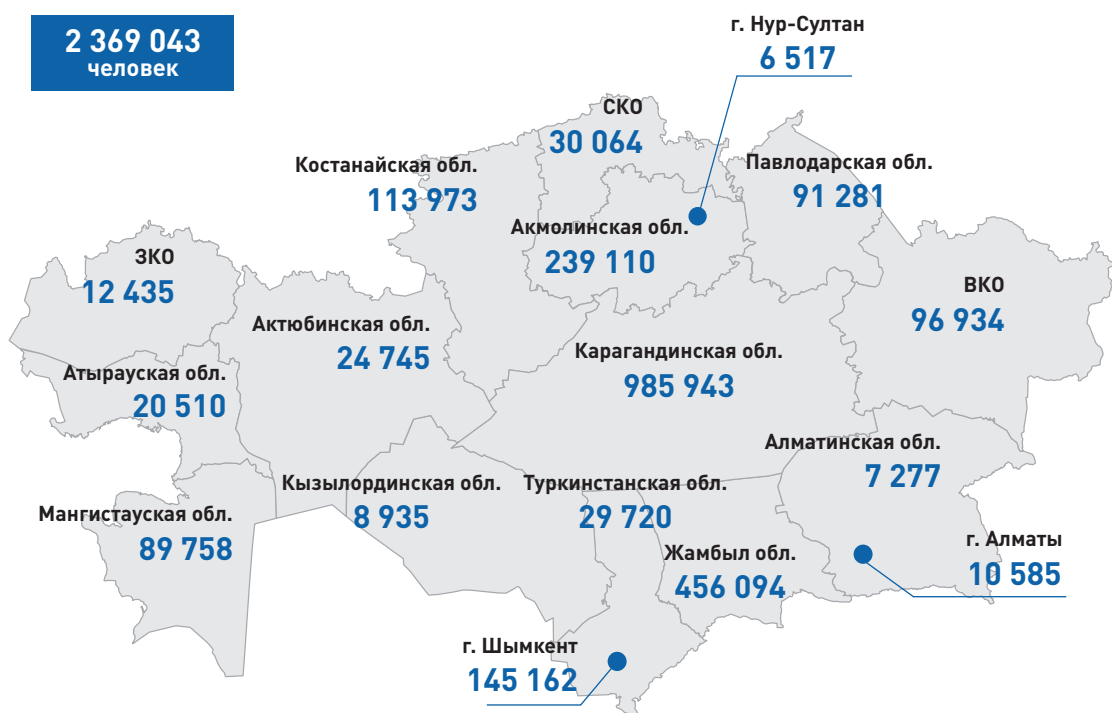 2 369 043
человек
г. Нур-Султан
6 517
СКО
30 064
Костанайская обл.
113 973
Павлодарская обл.
91 281
Акмолинская обл.
239 110
ЗКО
12 435
ВКО
96 934
Актюбинская обл.
24 745
Карагандинская обл.
985 943
Атырауская обл.
20 510
Алматинская обл.
7 277
Кызылординская обл.
8 935
Туркинстанская обл.
29 720
Мангистауская обл.
89 758
Жамбыл обл.
456 094
г. Алматы
10 585
г. Шымкент
145 162